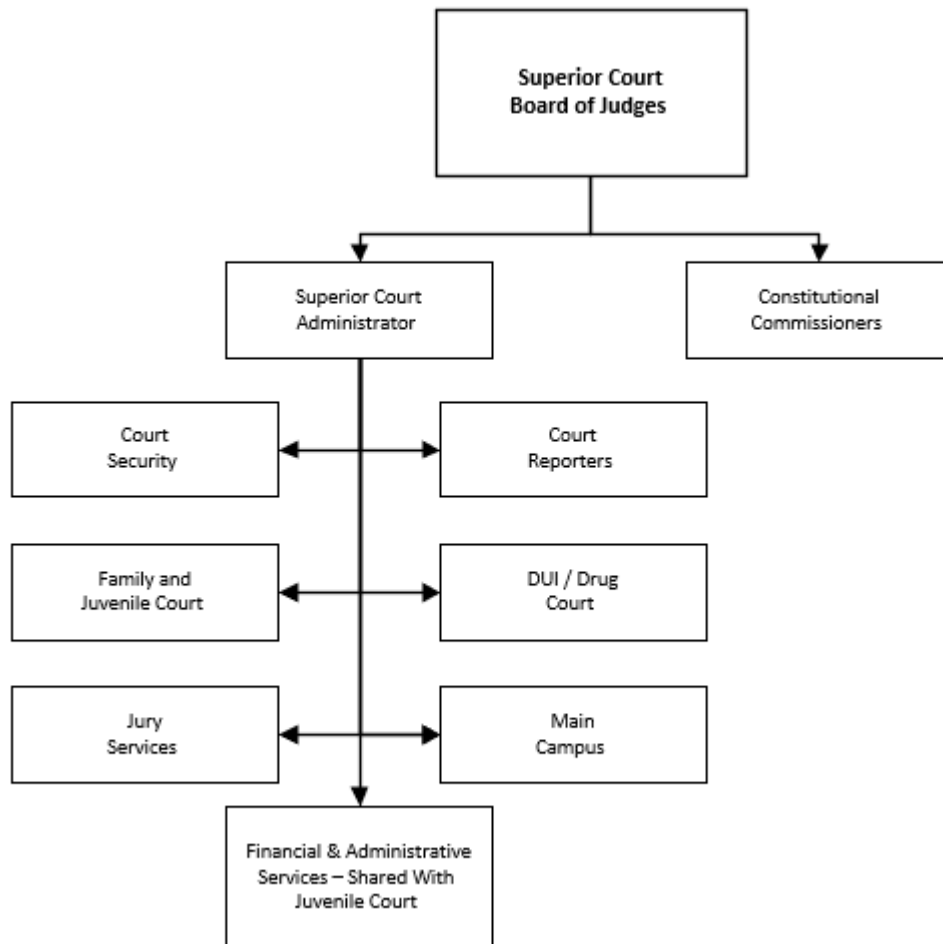 Superior Court
Board of Judges
Superior Court
Administrator
Constitutional
Commissioners
Court
Security
Court
Reporters
Family and
Juvenile Court
DUI / Drug
Court
Jury
Services
Main
Campus
Financial & Administrative
Services – Shared With
Juvenile Court